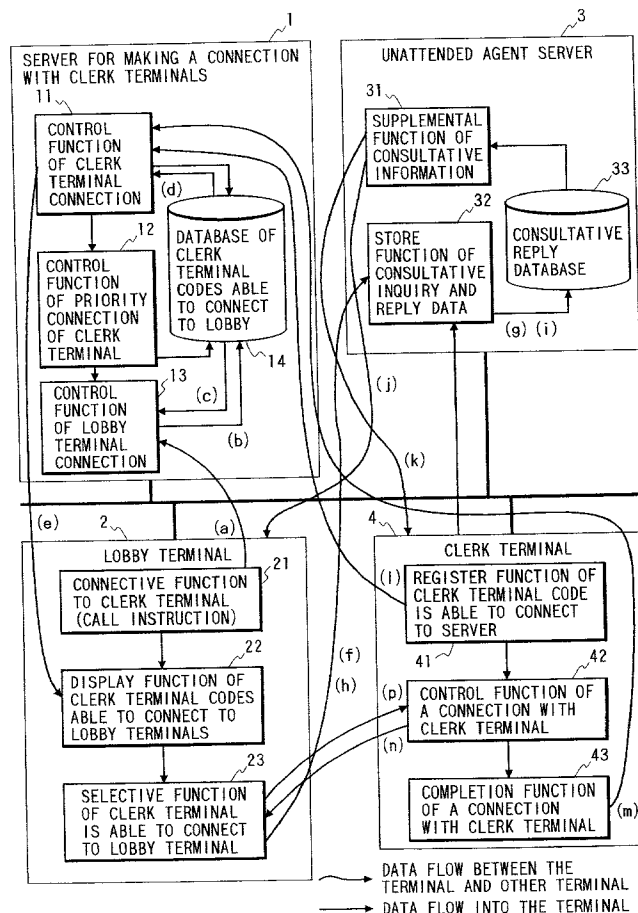 1
SERVER FOR MAKING A CONNECTION
WITH CLERK TERMINALS
11
CONTROL
FUNCTION
OF CLERK
TERMINAL
CONNECTION
(d)
12
CONTROL
FUNCTION
OF PRIORITY
CONNECTION
OF CLERK
TERMINAL
DATABASE OF
CLERK
TERMINAL
CODES ABLE
TO CONNECT
TO LOBBY
14
13
CONTROL
FUNCTION
OF LOBBY
TERMINAL
CONNECTION
(c)
(b)
3
UNATTENDED AGENT SERVER
31
SUPPLEMENTAL
FUNCTION OF
CONSULTATIVE
INFORMATION
33
CONSULTATIVE
REPLY
DATABASE
32
STORE
FUNCTION OF
CONSULTATIVE
INQUIRY AND
REPLY DATA
(g) (i)
(j)
(k)
(e)
(a)
2
LOBBY TERMINAL
21
CONNECTIVE FUNCTION
TO CLERK TERMINAL
(CALL INSTRUCTION)
22
DISPLAY FUNCTION OF
CLERK TERMINAL CODES
ABLE TO CONNECT TO
LOBBY TERMINALS
23
SELECTIVE FUNCTION
OF CLERK TERMINAL
IS ABLE TO CONNECT
TO LOBBY TERMINAL
(f)
(h)
4
CLERK TERMINAL
(l)
REGISTER FUNCTION OF
CLERK TERMINAL CODE
IS ABLE TO CONNECT
TO SERVER
41
42
(p)
CONTROL FUNCTION OF
A CONNECTION WITH
CLERK TERMINAL
(n)
43
COMPLETION FUNCTION
OF A CONNECTION
WITH CLERK TERMINAL
(m)
DATA FLOW BETWEEN THE
TERMINAL AND OTHER TERMINAL
DATA FLOW INTO THE TERMINAL